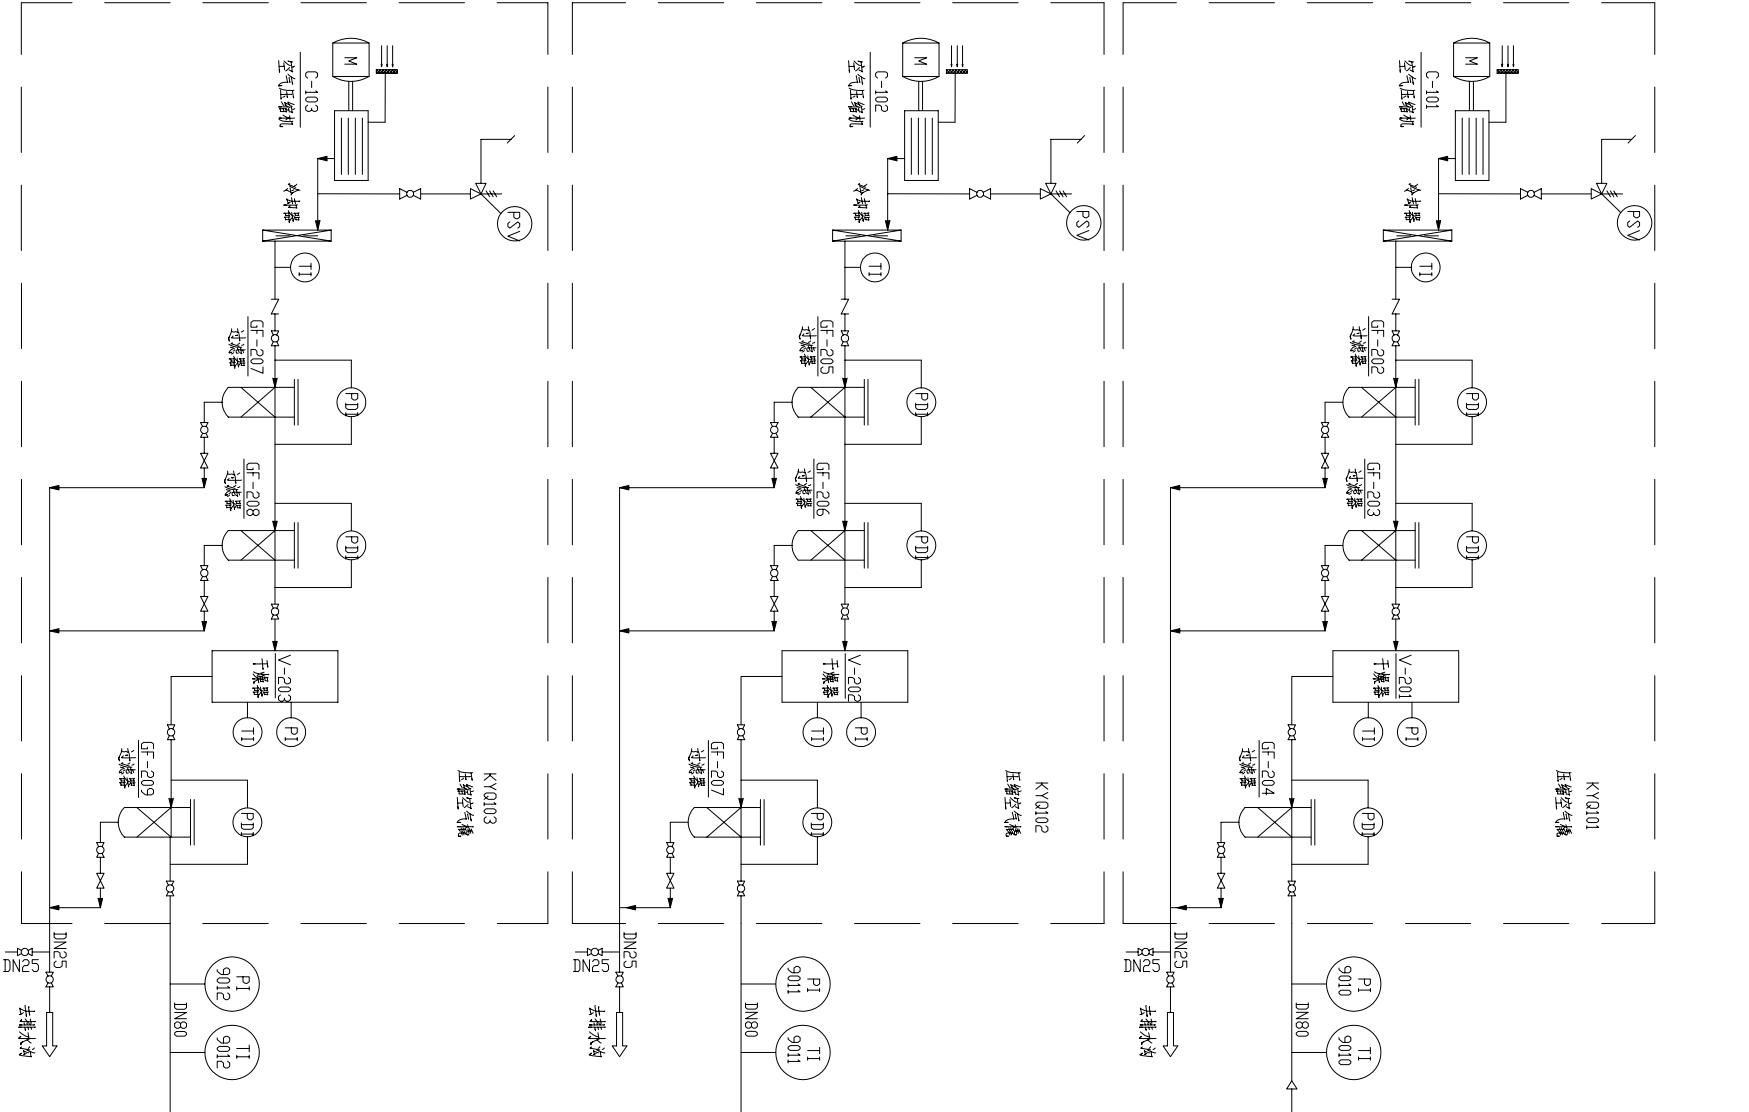 C-101
空气压缩机
M
PSV
冷却器
TI
GF-202
过滤器
PDI
GF-203
过滤器
PDI
V-201
干燥器
TI
PI
GF-204
过滤器
PDI
KYQ101
压缩空气橇
DN25
DN25
去排水沟
PI
9010
DN80
TI
9010
C-102
空气压缩机
M
PSV
冷却器
TI
GF-205
过滤器
PDI
GF-206
过滤器
PDI
V-202
干燥器
TI
PI
GF-207
过滤器
PDI
KYQ102
压缩空气橇
DN25
DN25
去排水沟
PI
9011
DN80
TI
9011
C-103
空气压缩机
M
PSV
冷却器
TI
GF-207
过滤器
PDI
GF-208
过滤器
PDI
V-203
干燥器
TI
PI
GF-209
过滤器
PDI
KYQ103
压缩空气橇
DN25
DN25
去排水沟
PI
9012
DN80
TI
9012